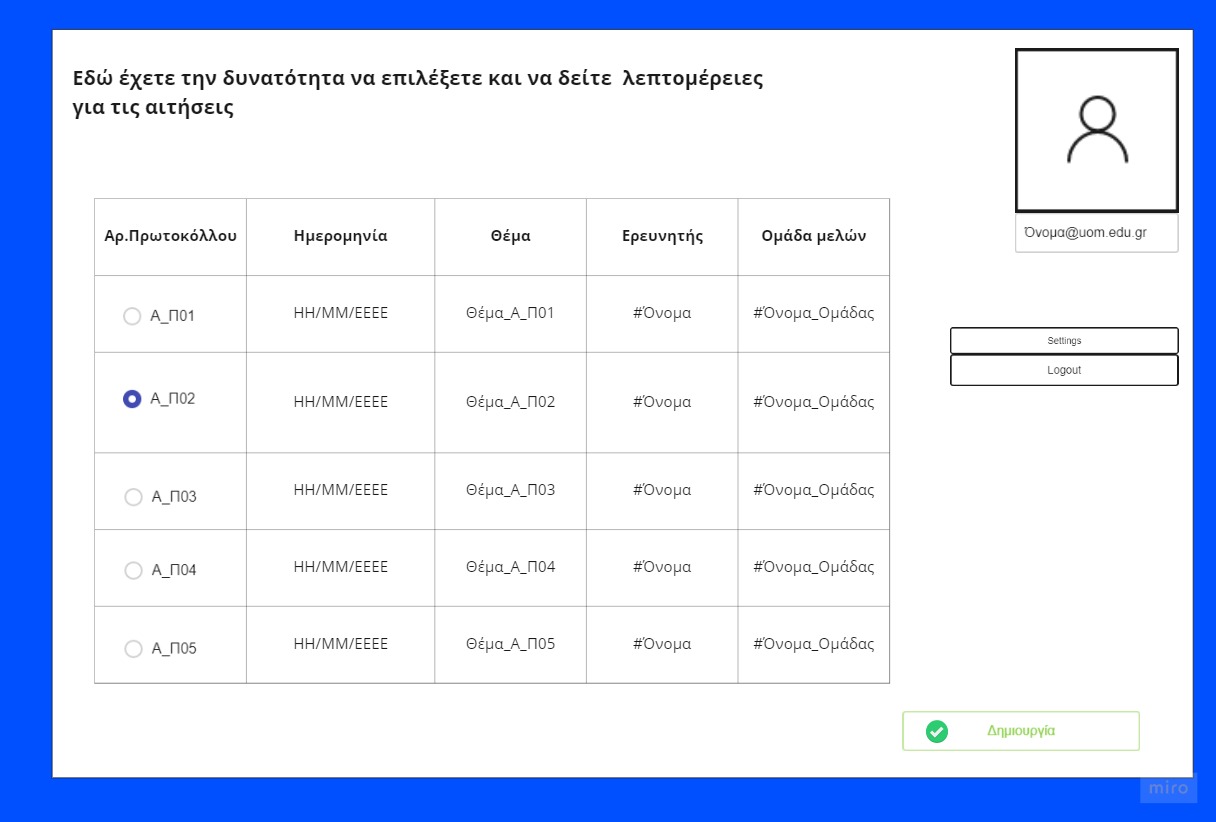 Εδώ έχετε την δυνατότητα να επιλέξετε και να δείτε λεπτομέρειες
για τις αιτήσεις
Όνομα@uom.edu.gr
Settings
Logout
Αρ.Πρωτοκόλλου Ημερομηνία Θέμα Ερευνητής Ομάδα μελών
Α_Π01 ΗΗ/ΜΜ/ΕΕΕΕ Θέμα_Α_Π01 #Όνομα #Όνομα_Ομάδας
Α_Π02 ΗΗ/ΜΜ/ΕΕΕΕ Θέμα_Α_Π02 #Όνομα #Όνομα_Ομάδας
Α_Π03 ΗΗ/ΜΜ/ΕΕΕΕ Θέμα_Α_Π03 #Όνομα #Όνομα_Ομάδας
Α_Π04 ΗΗ/ΜΜ/ΕΕΕΕ Θέμα_Α_Π04 #Όνομα #Όνομα_Ομάδας
Α_Π05 ΗΗ/ΜΜ/ΕΕΕΕ Θέμα_Α_Π05 #Όνομα #Όνομα_Ομάδας
Δημιουργία
miro